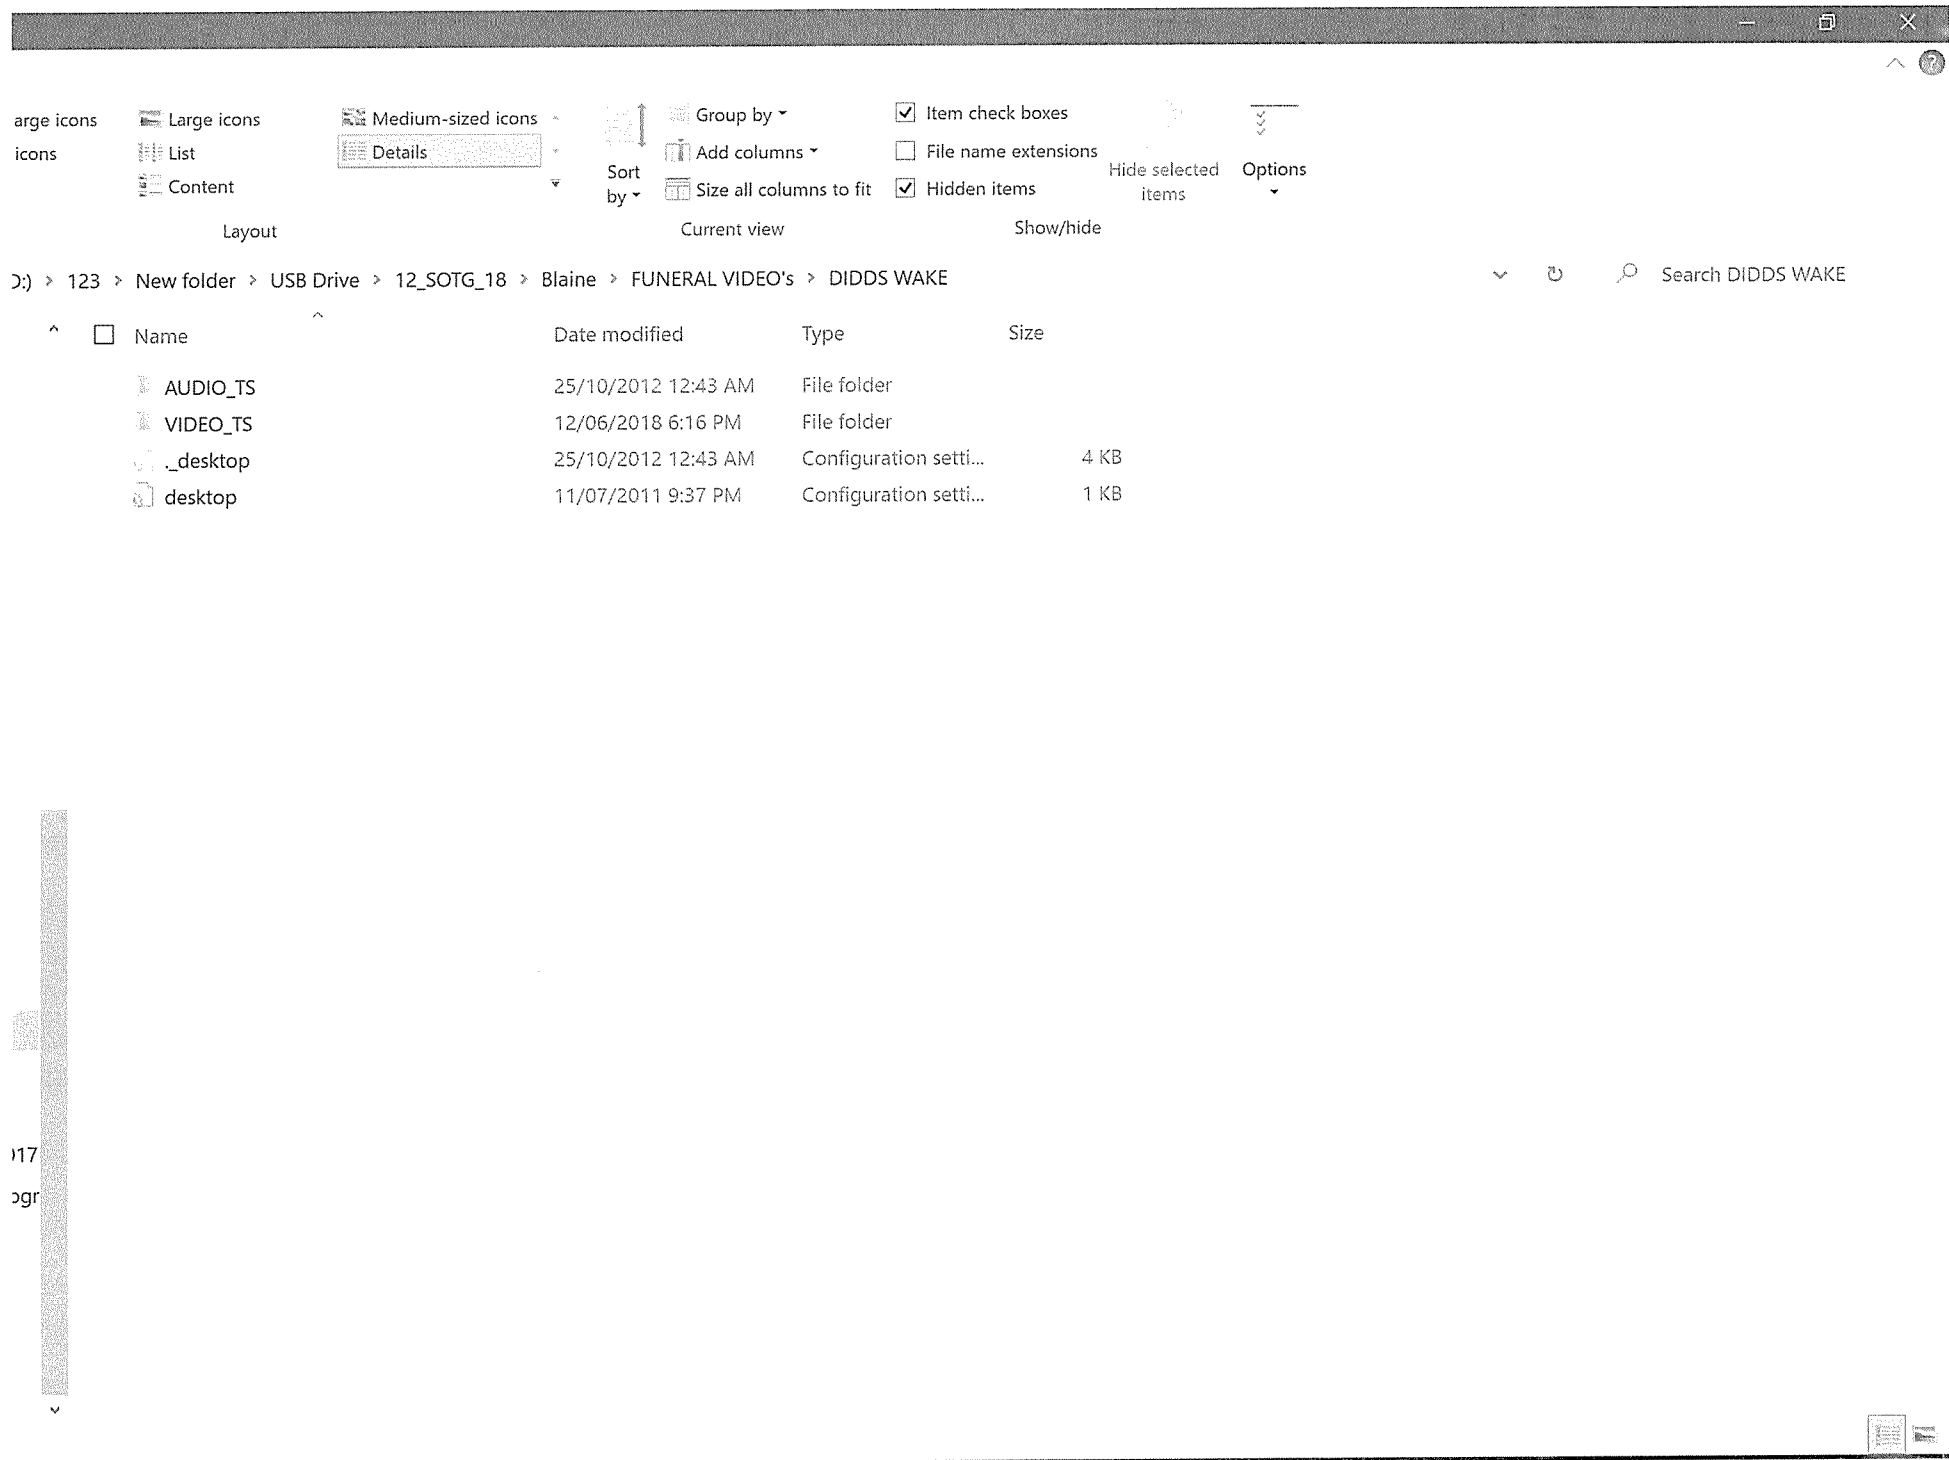 arge icons Large icons Medium-sized icons
icons List Details
Content
Layout
Sort by
Group by
Add columns
Size all columns to fit
Current view
Item check boxes
File name extensions
Hidden items
Show/hide
Hide selected
items
Options
:) > 123 > New folder > USB Drive > 12_SOTG_18 > Blaine > FUNERAL VIDEO's > DIDDS WAKE
Search DIDDS WAKE
Name Date modified Type Size
AUDIO_TS 25/10/2012 12:43 AM File folder
VIDEO_TS 12/06/2018 6:16 PM File folder
._desktop 25/10/2012 12:43 AM Configuration setti... 4 KB
desktop 11/07/2011 9:37 PM Configuration setti... 1 KB
17
ogr